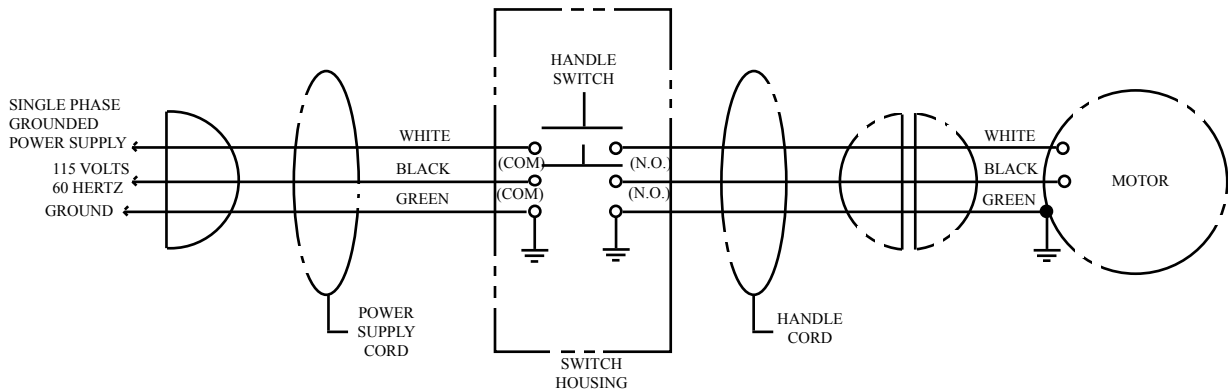 HANDLE
SWITCH
SINGLE PHASE
GROUNDED
POWER SUPPLY
115 VOLTS
60 HERTZ
GROUND
WHITE
BLACK
GREEN
(COM)
(COM)
(N.O.)
(N.O.)
WHITE
BLACK
GREEN
MOTOR
POWER
SUPPLY
CORD
HANDLE
CORD
SWITCH
HOUSING